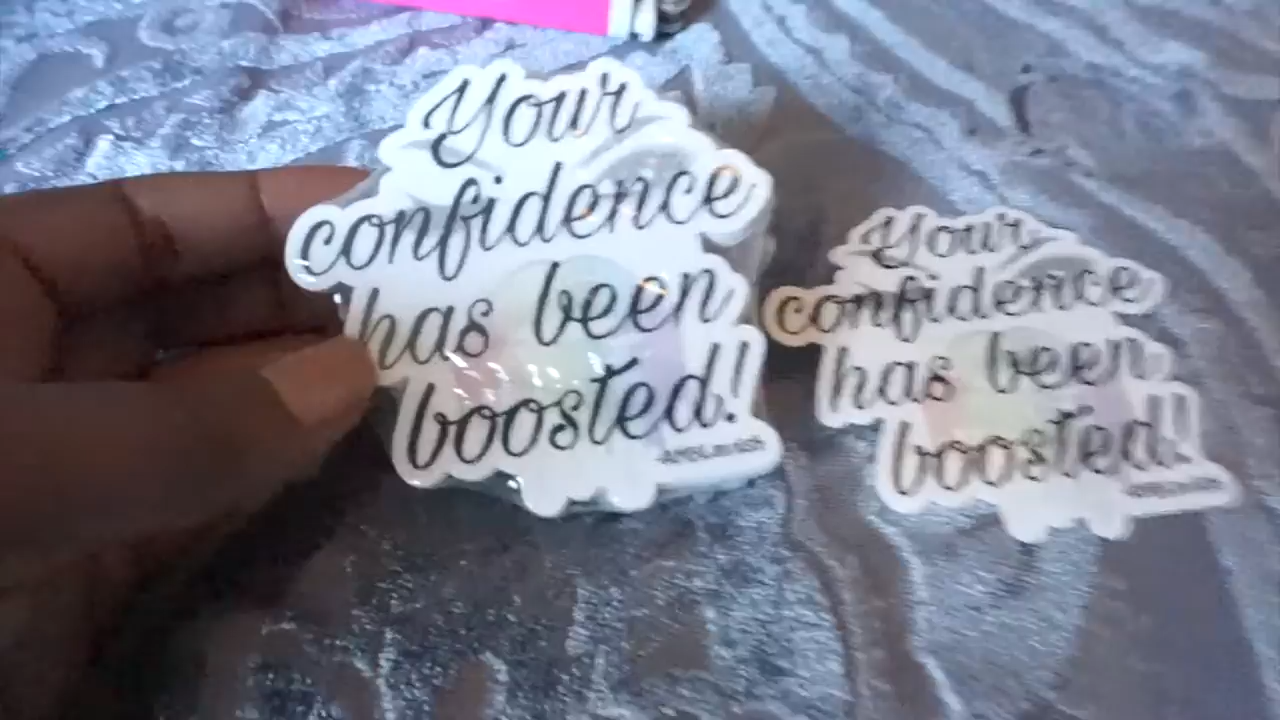 Your
confidence
has been
boosted!
Your
confidence
has been
boosted!